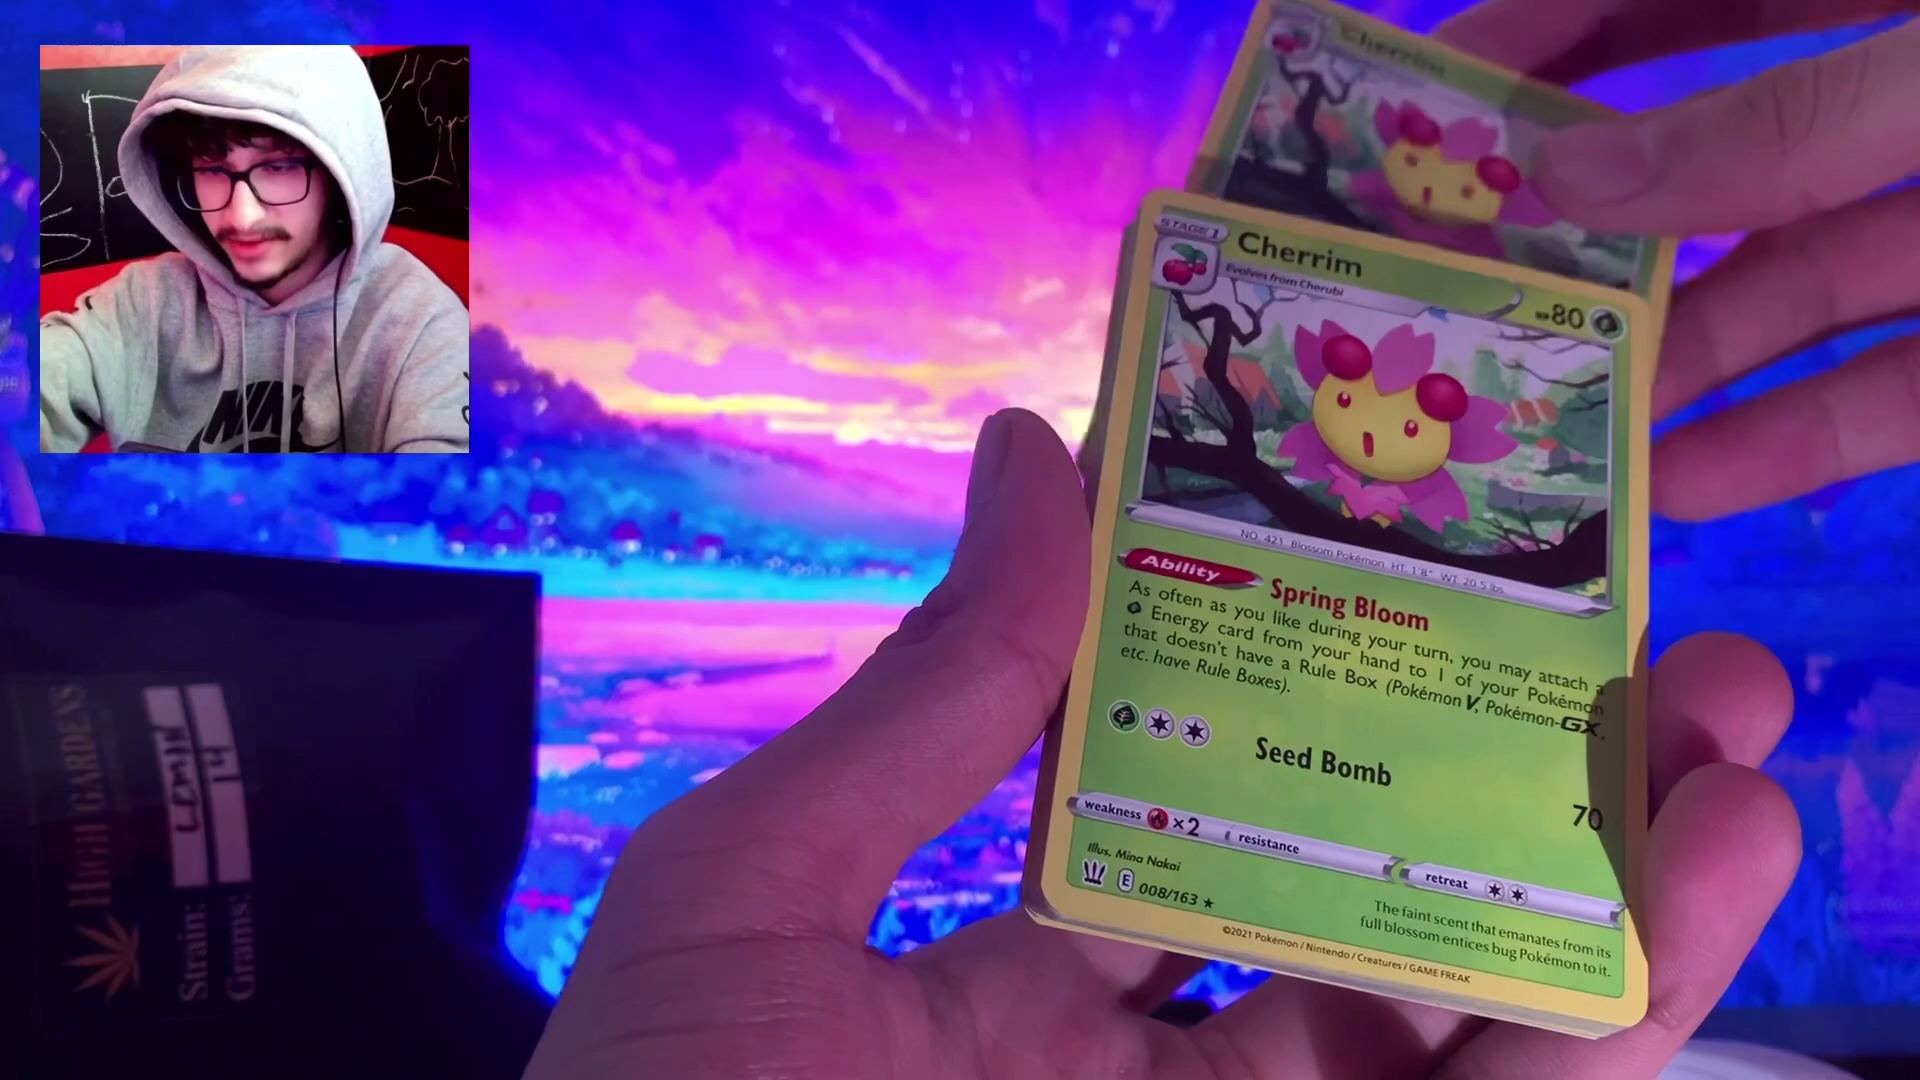 NIKE
Cherrim
STAGE 1
Cherrim
Evolves from Cherubi
HP 80
NO. 421 Blossom Pokémon HT: 1'8" WT: 20.5 lbs.
Ability Spring Bloom
As often as you like during your turn, you may attach a
Energy card from your hand to 1 of your Pokémon
that doesn't have a Rule Box (Pokémon V, Pokémon-GX,
etc. have Rule Boxes).
Seed Bomb
70
weakness ×2 resistance retreat
Illus. Mina Nakai
E 008/163 ★
The faint scent that emanates from its
full blossom entices bug Pokémon to it.
©2021 Pokémon / Nintendo / Creatures / GAME FREAK
HIGH GARDENS
Strain:
Grams: 14